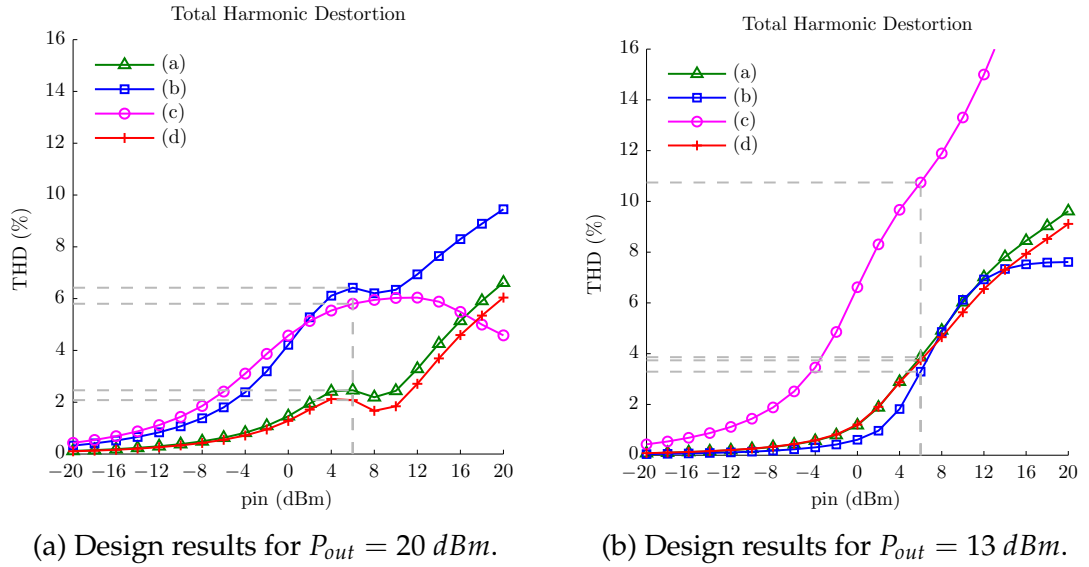 Total Harmonic Destortion
16
14
12
10
8
6
4
2
0
THD (%)
(a)
(b)
(c)
(d)
−20 −16 −12 −8 −4 0 4 8 12 16 20
pin (dBm)
(a) Design results for Pout = 20 dBm.
Total Harmonic Destortion
16
14
12
10
8
6
4
2
0
THD (%)
(a)
(b)
(c)
(d)
−20 −16 −12 −8 −4 0 4 8 12 16 20
pin (dBm)
(b) Design results for Pout = 13 dBm.